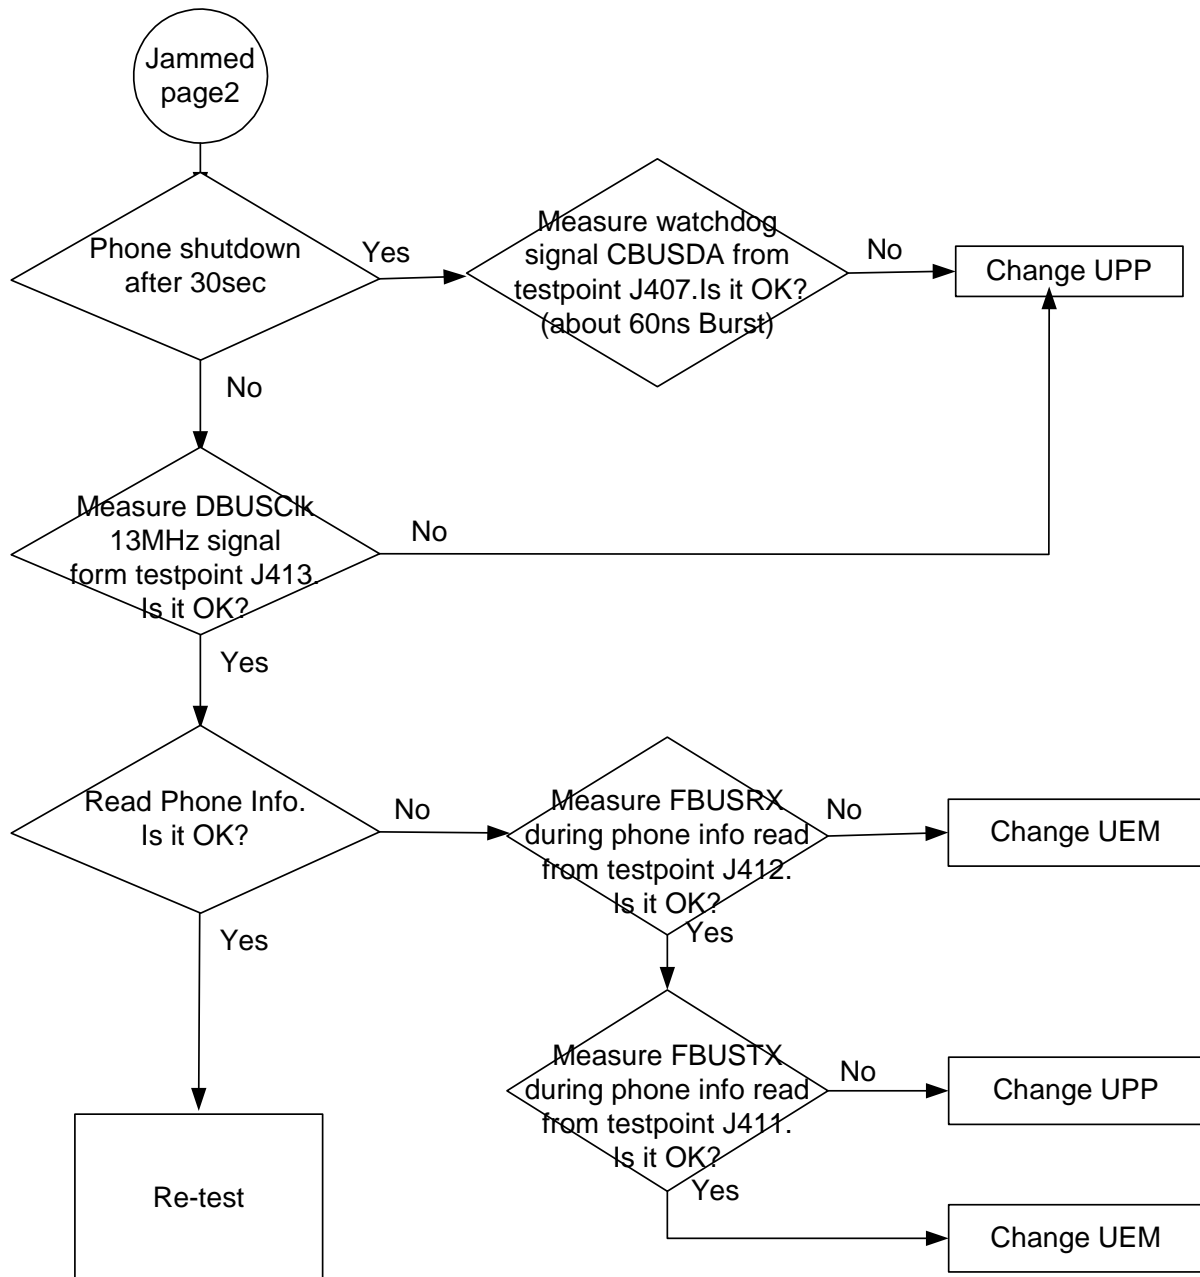 Jammed
page2
Phone shutdown
after 30sec
Yes
Measure watchdog
signal CBUSDA from
testpoint J407.Is it OK?
(about 60ns Burst)
No
Change UPP
No
Measure DBUSClk
13MHz signal
form testpoint J413.
Is it OK?
No
Yes
Read Phone Info.
Is it OK?
No
Measure FBUSRX
during phone info read
from testpoint J412.
Is it OK?
No
Change UEM
Yes
Yes
Measure FBUSTX
during phone info read
from testpoint J411.
Is it OK?
No
Change UPP
Yes
Re-test
Change UEM